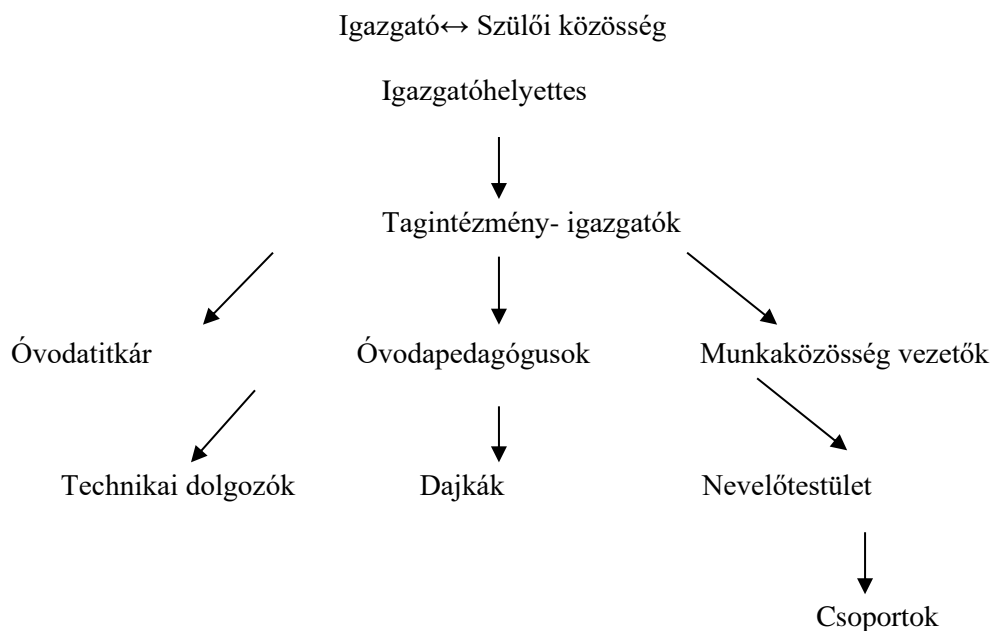 Igazgató↔ Szülői közösség
Igazgatóhelyettes
Tagintézmény- igazgatók
Óvodatitkár
Óvodapedagógusok
Munkaközösség vezetők
Technikai dolgozók
Dajkák
Nevelőtestület
Csoportok